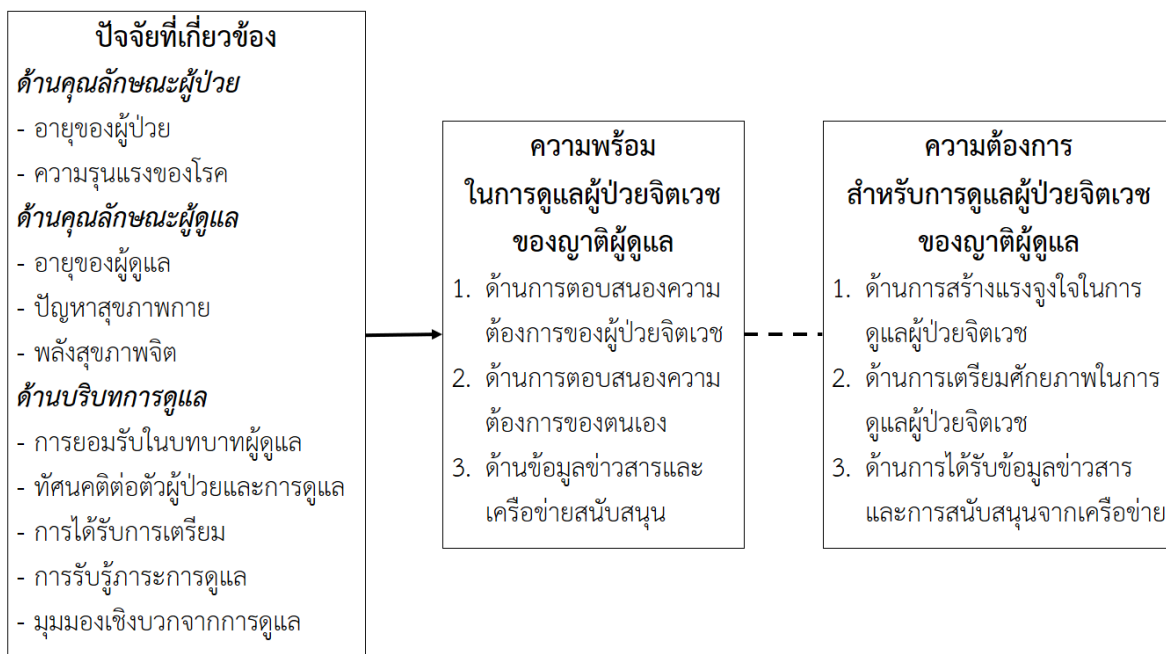 ปัจจัยที่เกี่ยวข้อง
ด้านคุณลักษณะผู้ป่วย
- อายุของผู้ป่วย
- ความรุนแรงของโรค
ด้านคุณลักษณะผู้ดูแล
- อายุของผู้ดูแล
- ปัญหาสุขภาพกาย
- พลังสุขภาพจิต
ด้านบริบทการดูแล
- การยอมรับในบทบาทผู้ดูแล
- ทัศนคติต่อตัวผู้ป่วยและการดูแล
- การได้รับการเตรียม
- การรับรู้ภาระการดูแล
- มุมมองเชิงบวกจากการดูแล
ความพร้อม
ในการดูแลผู้ป่วยจิตเวช
ของญาติผู้ดูแล
1. ด้านการตอบสนองความ
ต้องการของผู้ป่วยจิตเวช
2. ด้านการตอบสนองความ
ต้องการของตนเอง
3. ด้านข้อมูลข่าวสารและ
เครือข่ายสนับสนุน
ความต้องการ
สำหรับการดูแลผู้ป่วยจิตเวช
ของญาติผู้ดูแล
1. ด้านการสร้างแรงจูงใจในการ
ดูแลผู้ป่วยจิตเวช
2. ด้านการเตรียมศักยภาพในการ
ดูแลผู้ป่วยจิตเวช
3. ด้านการได้รับข้อมูลข่าวสาร
และการสนับสนุนจากเครือข่าย